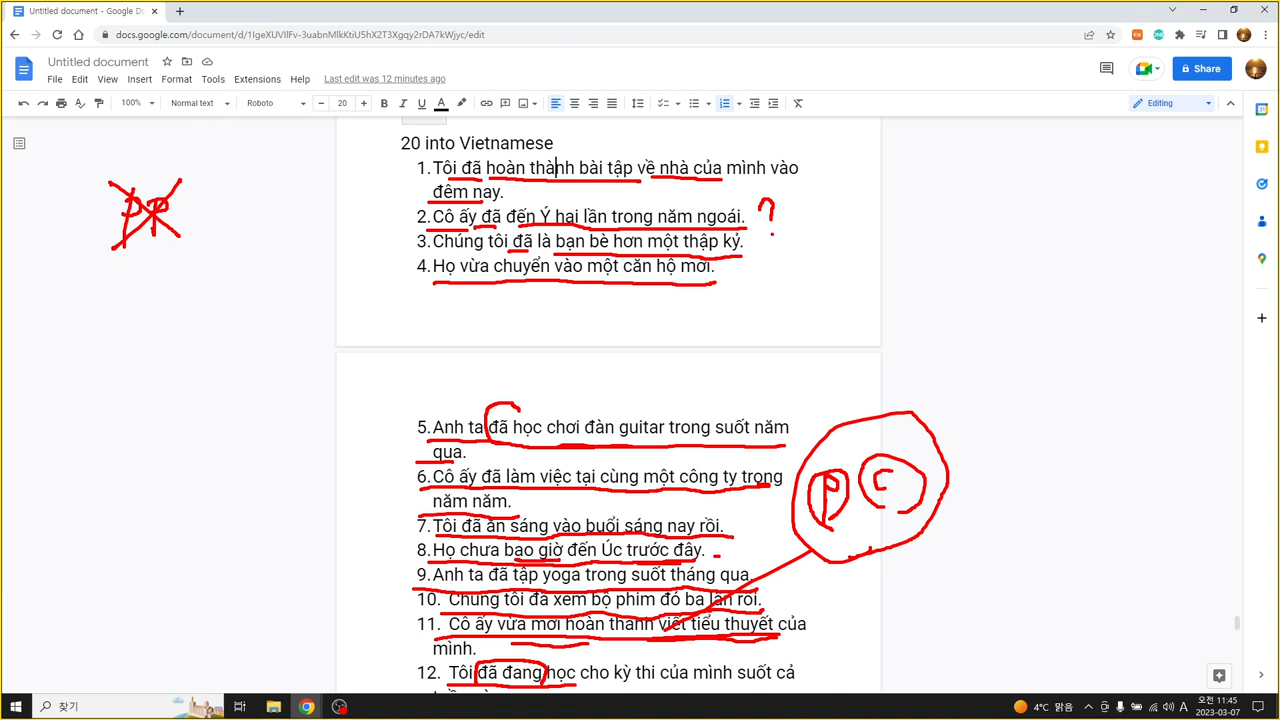 Untitled document - Google Do
docs.google.com/document/d/1IgeXUVIlFv-3uabnMlkKtiU5hX2T3Xgqy2rDA7kWjyc/edit
Untitled document
File Edit View Insert Format Tools Extensions Help Last edit was 12 minutes ago
Share
100% Normal text Roboto 20 B I U A Editing
20 into Vietnamese
1. Tôi đã hoàn thành bài tập về nhà của mình vào
đêm nay.
2. Cô ấy đã đến Ý hai lần trong năm ngoái. ?
3. Chúng tôi đã là bạn bè hơn một thập kỷ.
4. Họ vừa chuyển vào một căn hộ mới.
PP
5. Anh ta đã học chơi đàn guitar trong suốt năm
qua.
6. Cô ấy đã làm việc tại cùng một công ty trong
năm năm.
P C
7. Tôi đã ăn sáng vào buổi sáng nay rồi.
8. Họ chưa bao giờ đến Úc trước đây.
9. Anh ta đã tập yoga trong suốt tháng qua.
10. Chúng tôi đã xem bộ phim đó ba lần rồi.
11. Cô ấy vừa mới hoàn thành viết tiểu thuyết của
mình.
12. Tôi đã đang học cho kỳ thi của mình suốt cả
찾기
4°C 맑음
A
오전 11:45
2023-03-07